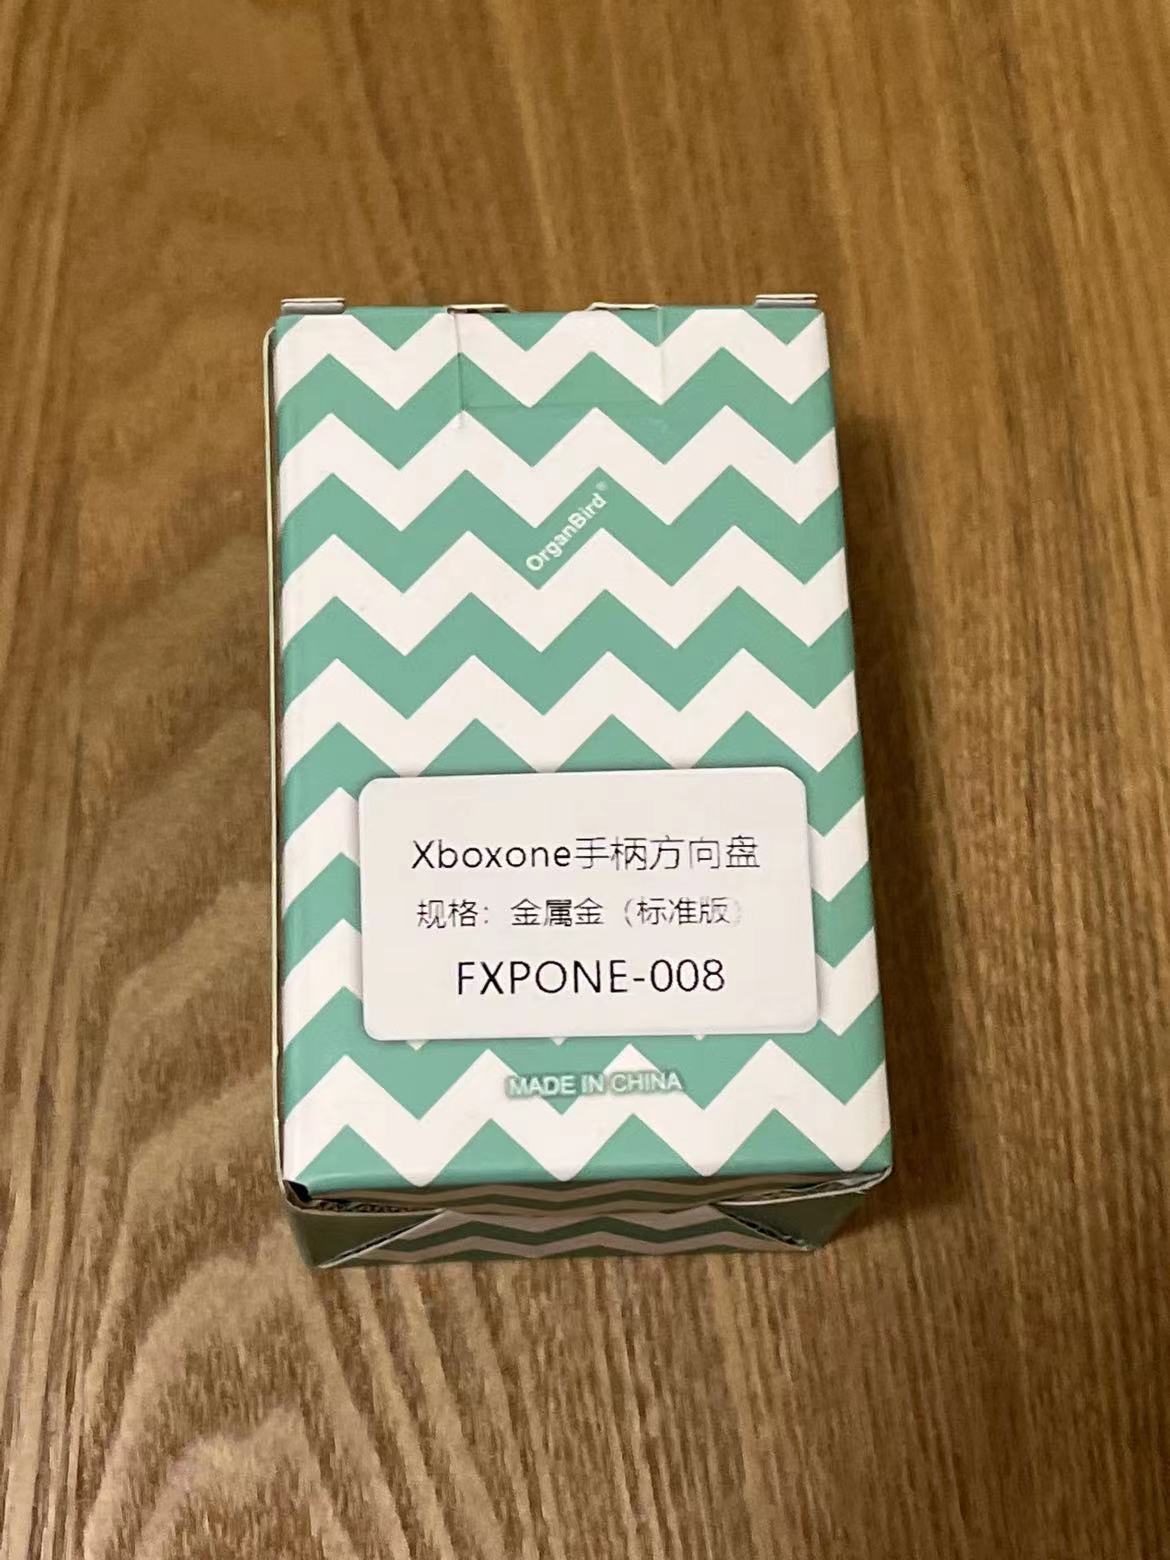 OrganBird®
Xboxone手柄方向盘
规格：金属金（标准版）
FXPONE-008
MADE IN CHINA